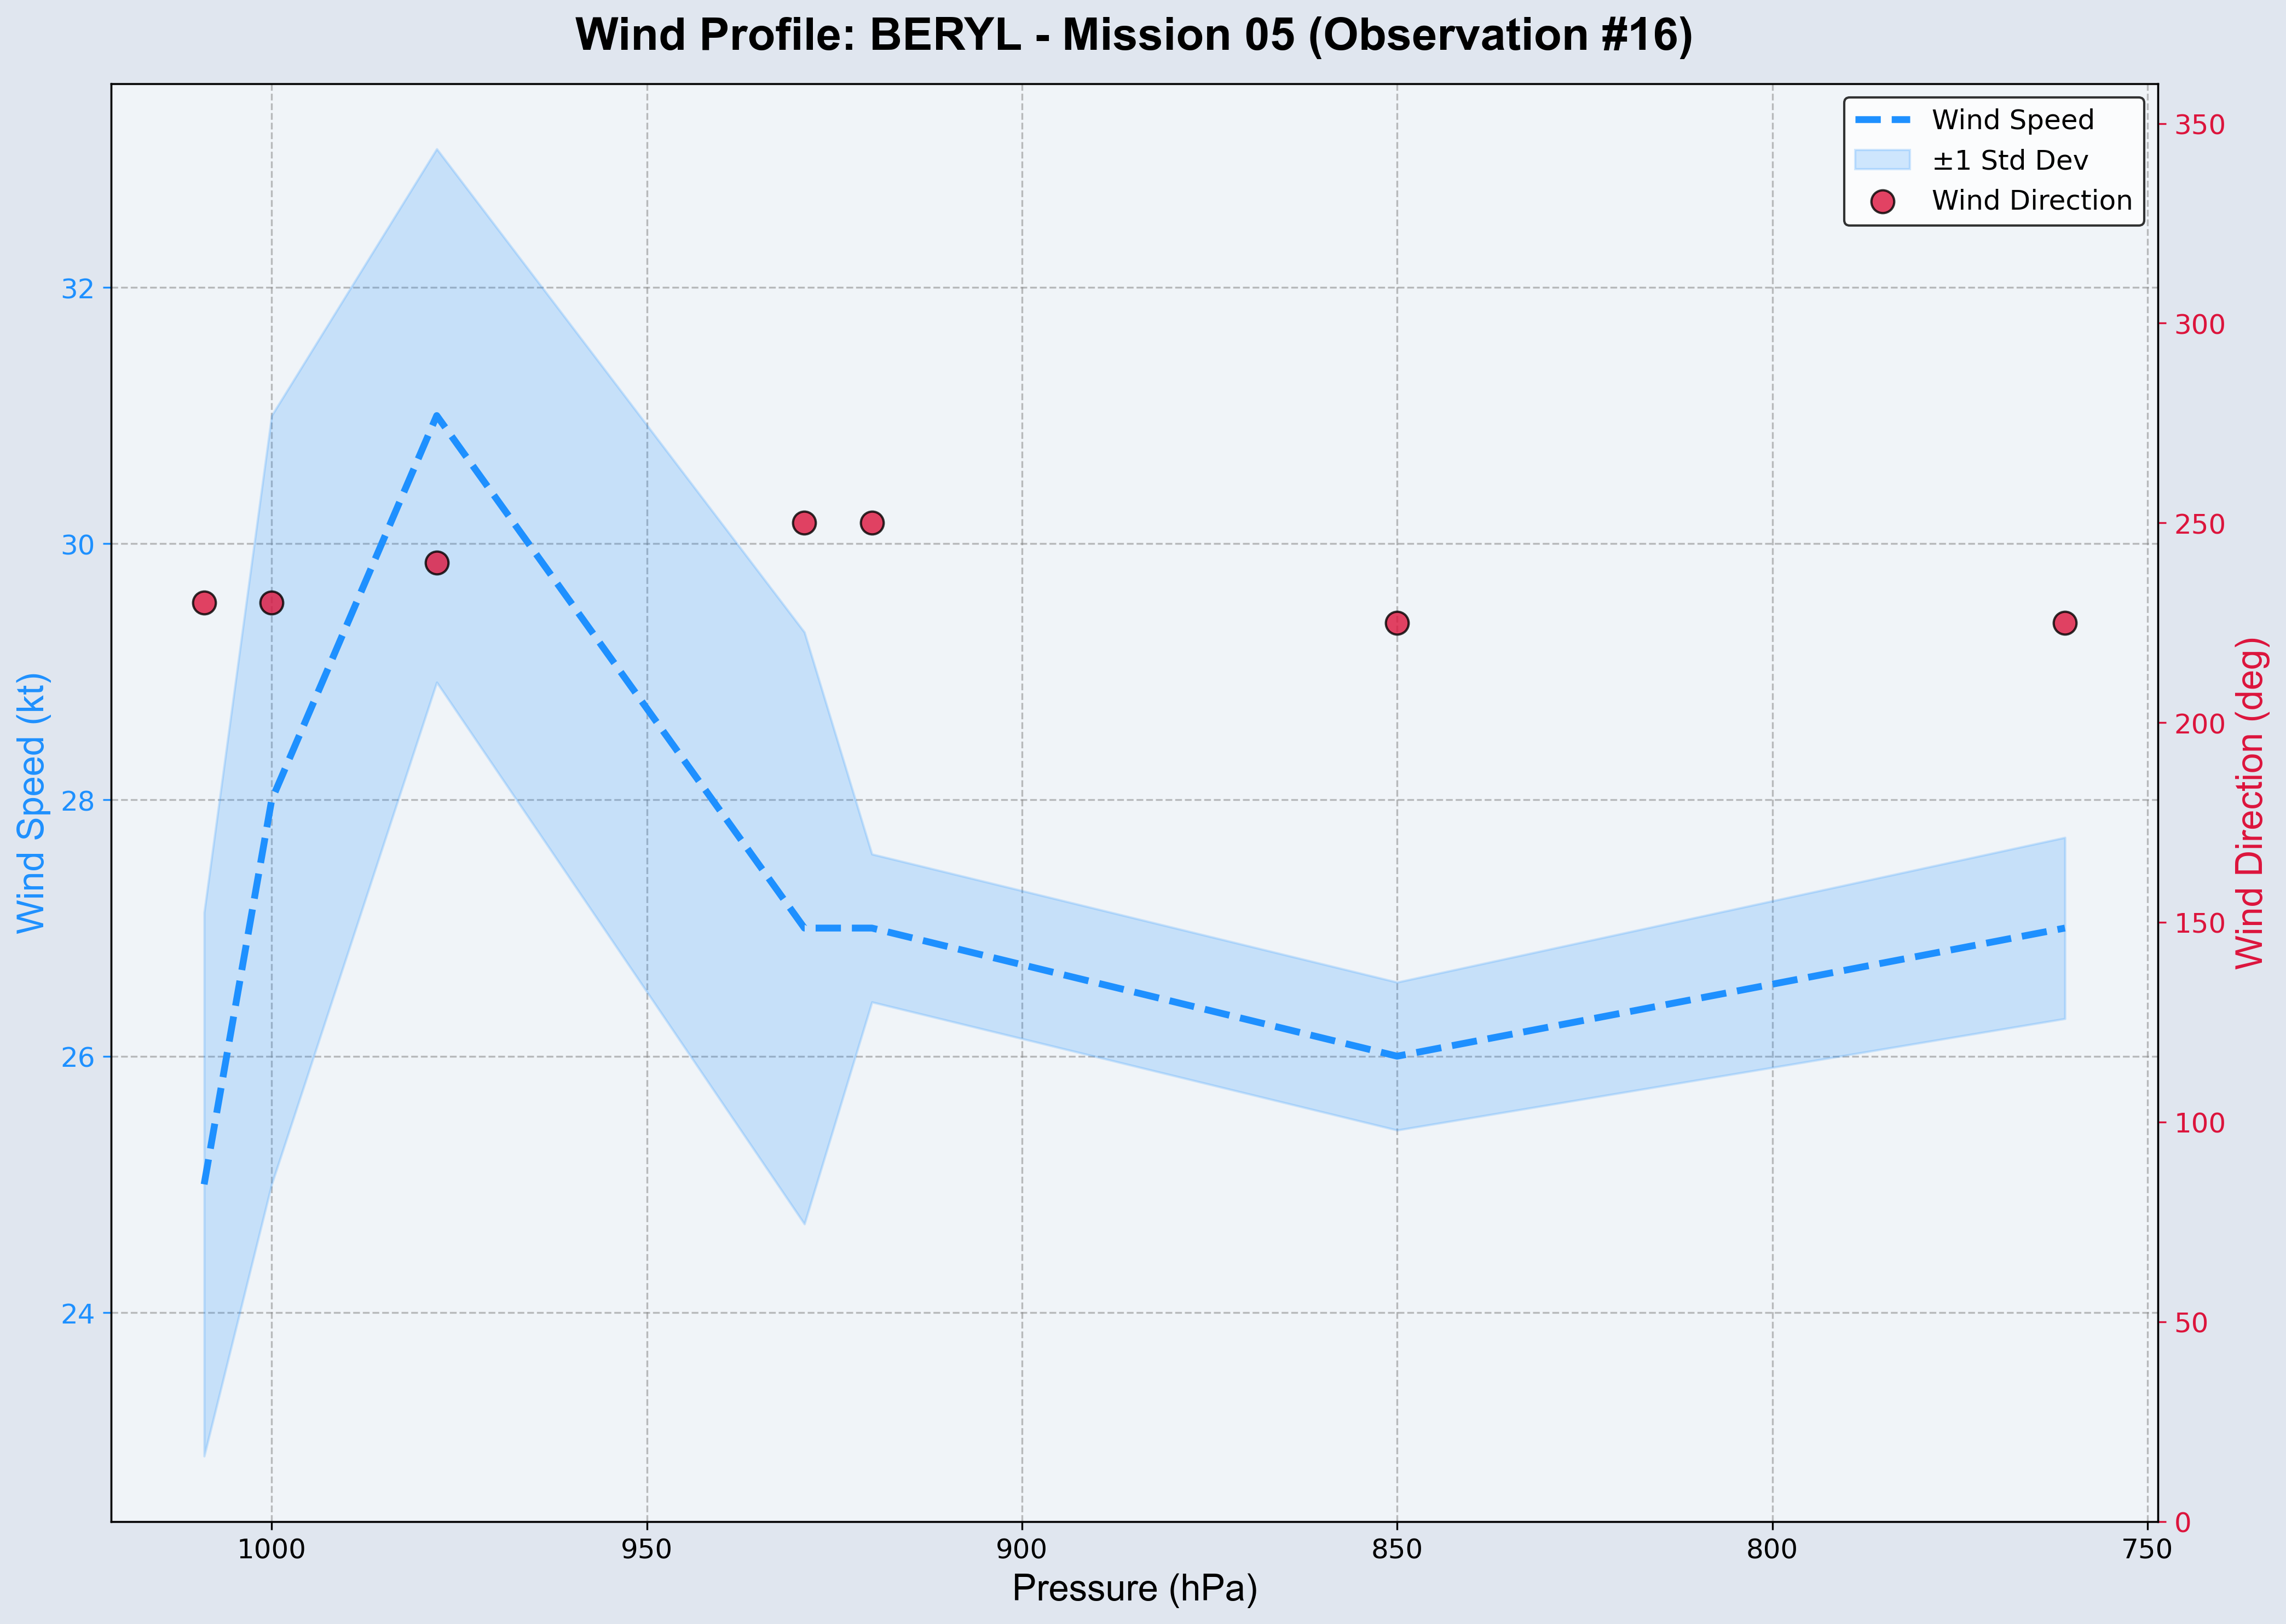 Wind Profile: BERYL - Mission 05 (Observation #16)
Wind Speed
±1 Std Dev
Wind Direction
Wind Speed (kt)
32
30
28
26
24
350
300
250
200
150
100
50
0
Wind Direction (deg)
1000
950
900
850
800
750
Pressure (hPa)